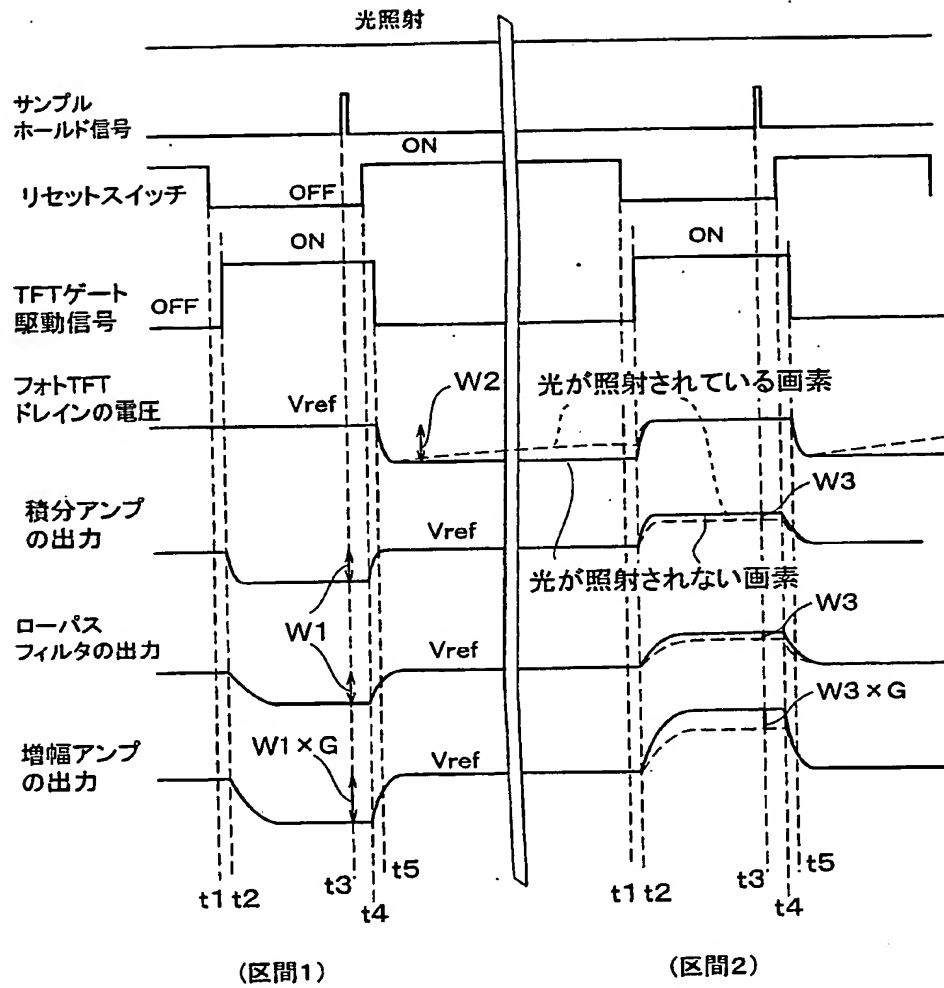 光照射
サンプル
ホールド信号
ON
リセットスイッチ
OFF
ON
ON
TFTゲート
駆動信号
OFF
フォトTFT
ドレインの電圧
Vref
W2
光が照射されている画素
積分アンプ
の出力
Vref
W3
光が照射されない画素
W1
ローパス
フィルタの出力
Vref
W3
W3×G
増幅アンプ
の出力
W1×G
Vref
t1 t2 t3 t4 t5
t1 t2 t3 t4 t5
(区間1)
(区間2)